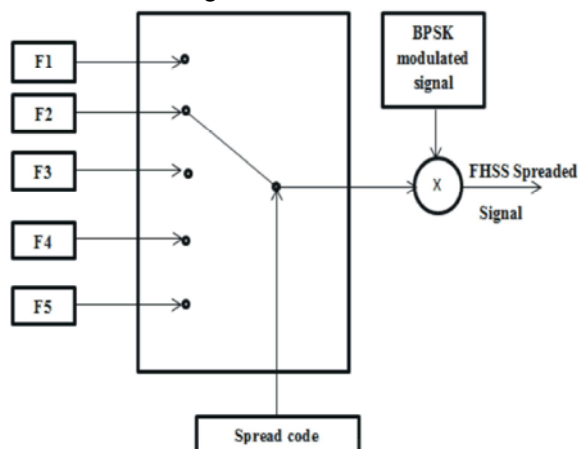 F1
F2
F3
F4
F5
BPSK
modulated
signal
X
FHSS Spreaded
Signal
Spread code